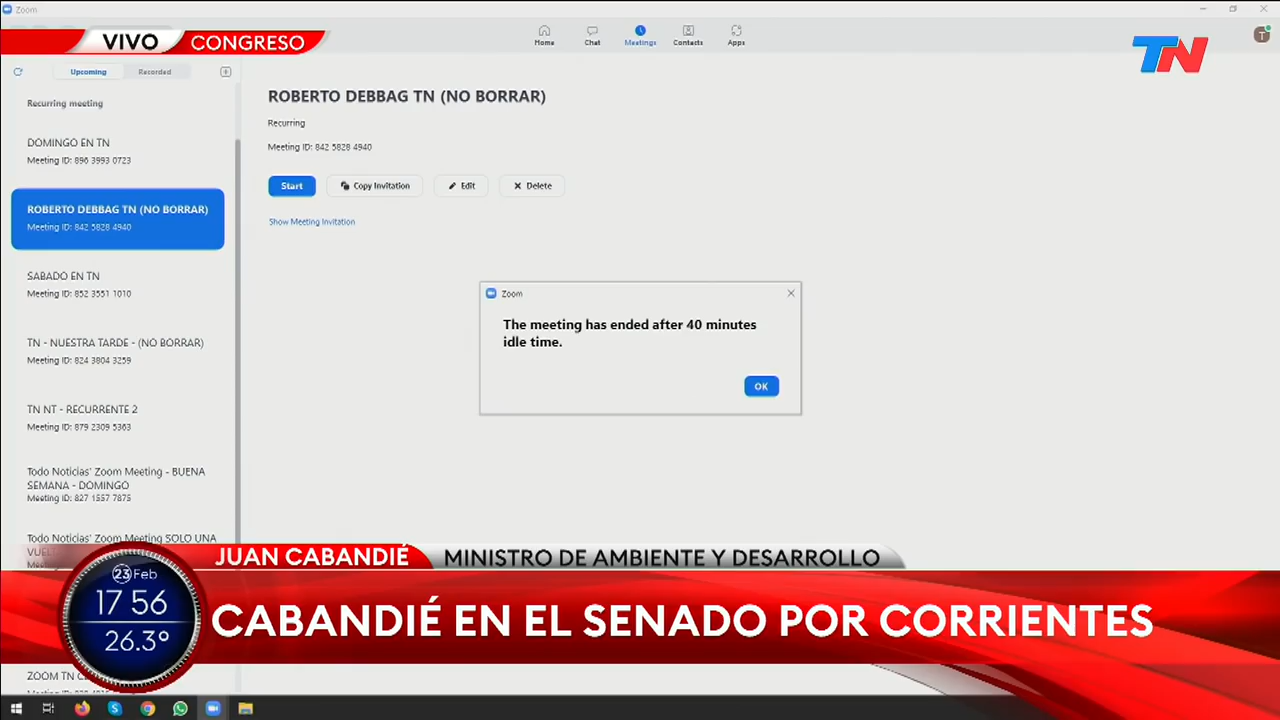 Zoom
VIVO CONGRESO
Home
Chat
Meetings
Contacts
Apps
T
TN
Upcoming
Recorded
Recurring meeting
DOMINGO EN TN
Meeting ID: 896 3993 0723
ROBERTO DEBBAG TN (NO BORRAR)
Meeting ID: 842 5828 4940
SABADO EN TN
Meeting ID: 852 3551 1010
TN - NUESTRA TARDE - (NO BORRAR)
Meeting ID: 824 3804 3259
TN NT - RECURRENTE 2
Meeting ID: 879 2309 5363
Todo Noticias' Zoom Meeting - BUENA
SEMANA - DOMINGO
Meeting ID: 827 1557 7875
Todo Noticias' Zoom Meeting SOLO UNA
ZOOM TN
Meeting ID:
ROBERTO DEBBAG TN (NO BORRAR)
Recurring
Meeting ID: 842 5828 4940
Start
Copy Invitation
Edit
Delete
Show Meeting Invitation
Zoom
The meeting has ended after 40 minutes
idle time.
OK
JUAN CABANDIÉ MINISTRO DE AMBIENTE Y DESARROLLO
CABANDIÉ EN EL SENADO POR CORRIENTES
23 Feb
17 56
26.3º